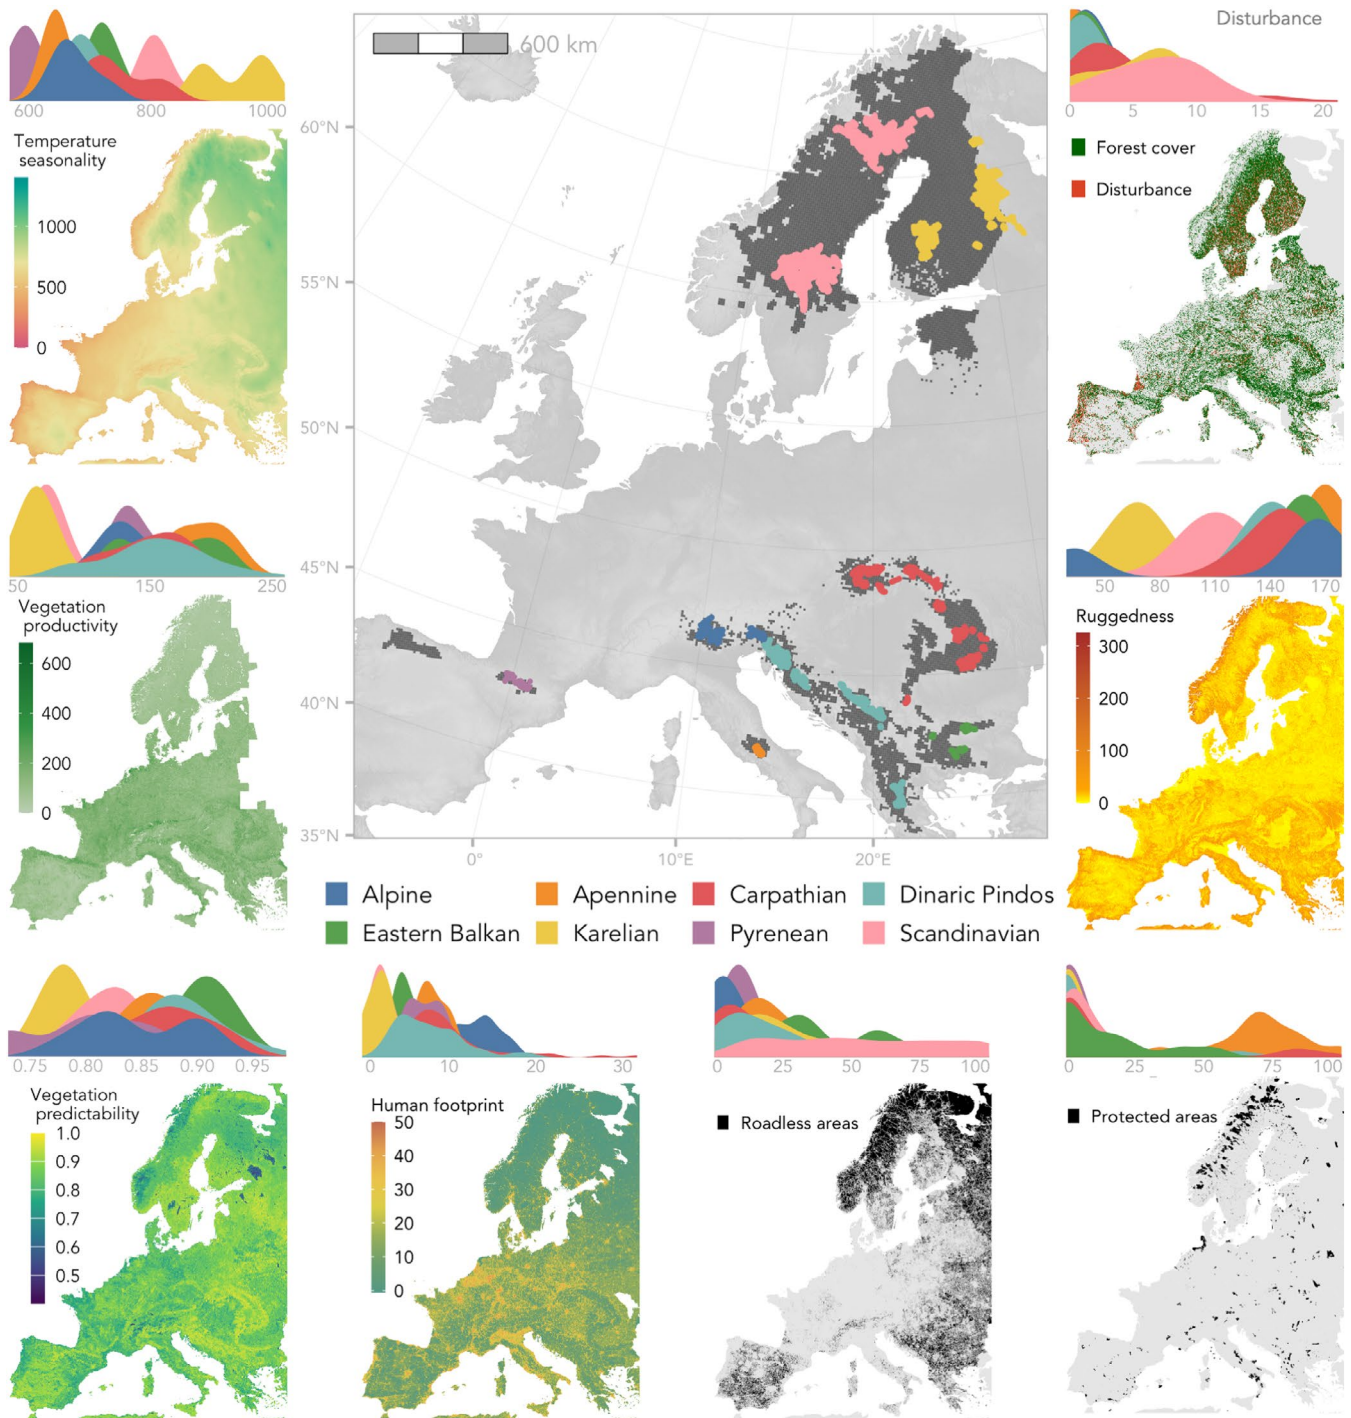 600 800 1000
Temperature
seasonality
1000
500
0
600 km
60°N
55°N
50°N
45°N
40°N
35°N
0° 10°E 20°E
Disturbance
0 5 10 15 20
Forest cover
Disturbance
50 150 250
Vegetation
productivity
600
400
200
0
50 80 110 140 170
Ruggedness
300
200
100
0
Alpine Apennine Carpathian Dinaric Pindos
Eastern Balkan Karelian Pyrenean Scandinavian
0.75 0.80 0.85 0.90 0.95
Vegetation
predictability
1.0
0.9
0.8
0.7
0.6
0.5
0 10 20 30
Human footprint
50
40
30
20
10
0
0 25 50 75 100
Roadless areas
0 25 50 75 100
Protected areas